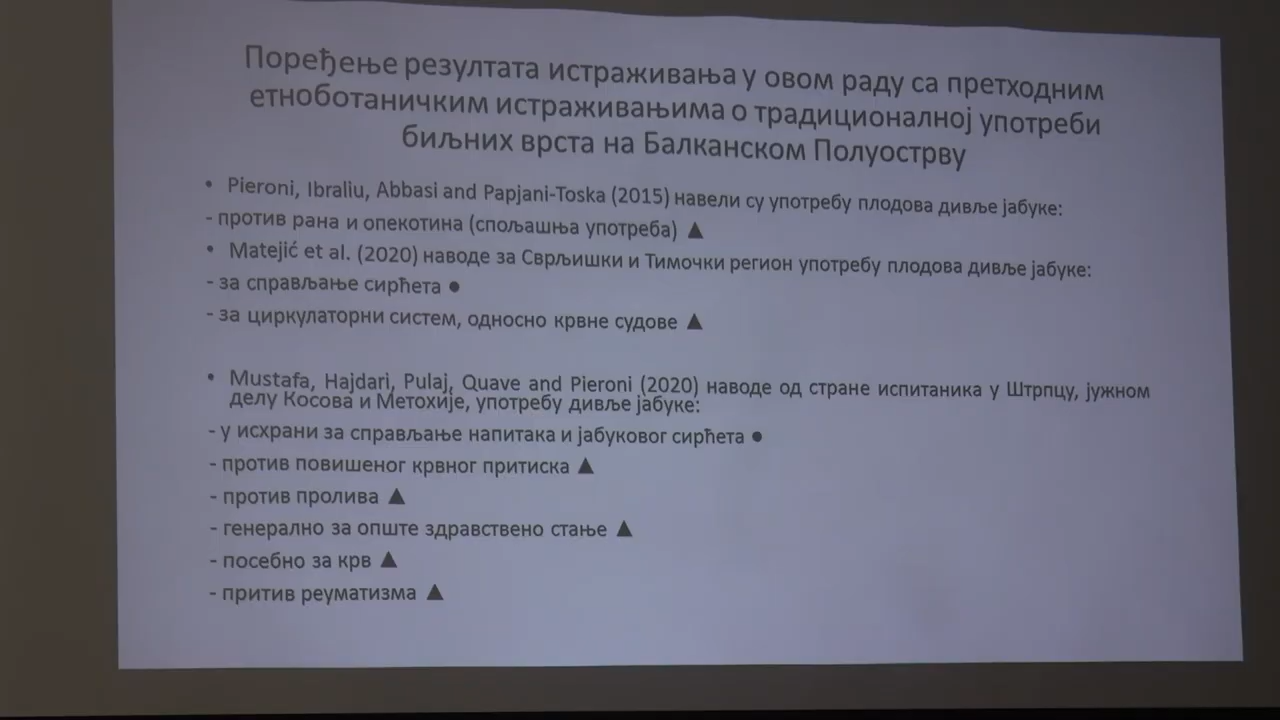 Поређење резултата истраживања у овом раду са претходним
етноботаничким истраживањима о традиционалној употреби
биљних врста на Балканском Полуострву
• Pieroni, Ibraliu, Abbasi and Papjani-Toska (2015) навели су употребу плодова дивље јабуке:
- против рана и опекотина (спољашња употреба) ▲
• Matejić et al. (2020) наводе за Сврљишки и Тимочки регион употребу плодова дивље јабуке:
- за справљање сирћета ●
- за циркулаторни систем, односно крвне судове ▲
• Mustafa, Hajdari, Pulaj, Quave and Pieroni (2020) наводе од стране испитаника у Штрпцу, јужном
делу Косова и Метохије, употребу дивље јабуке:
- у исхрани за справљање напитака и јабуковог сирћета ●
- против повишеног крвног притиска ▲
- против пролива ▲
- генерално за опште здравствено стање ▲
- посебно за крв ▲
- притив реуматизма ▲